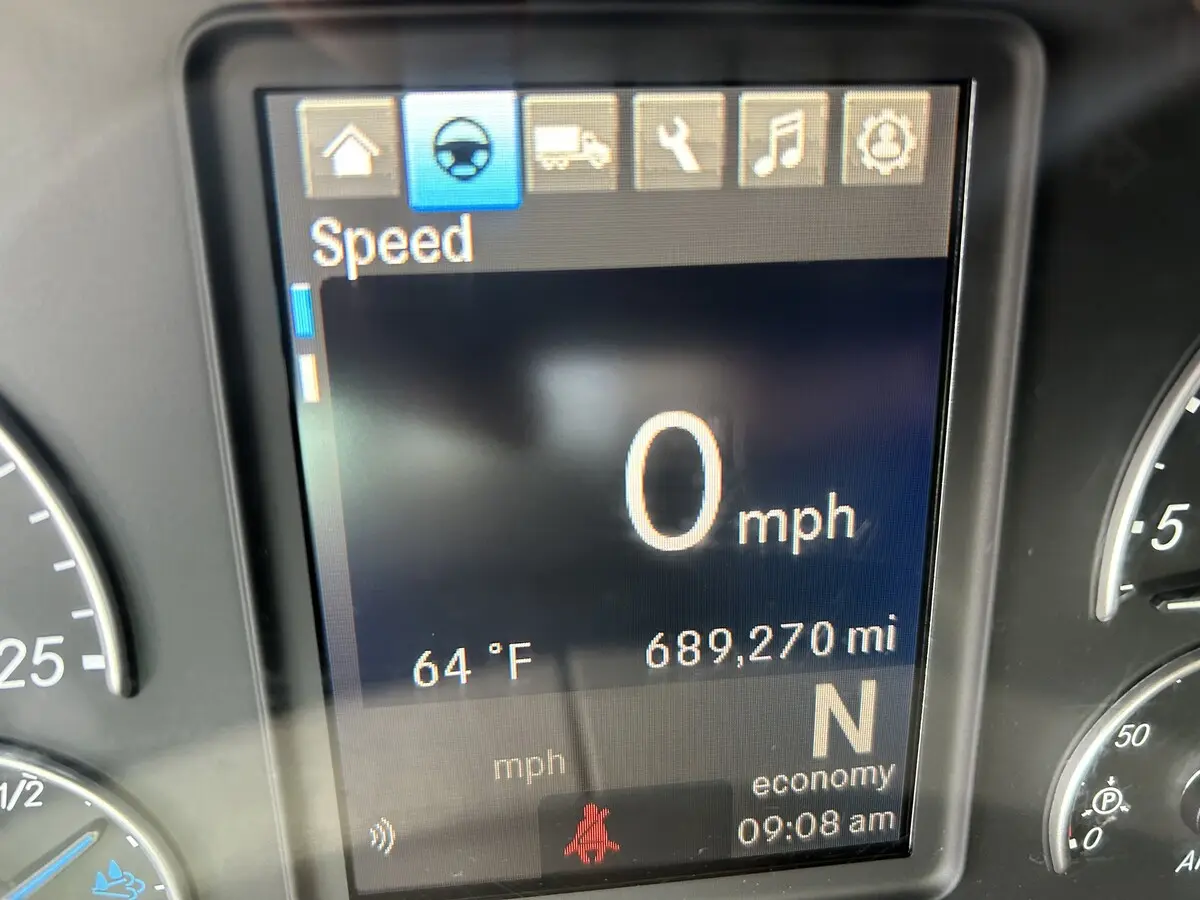 Speed
0 mph
5
64 °F
689,270 mi
25
N
50
mph
economy
1/2
P
09:08 am
0